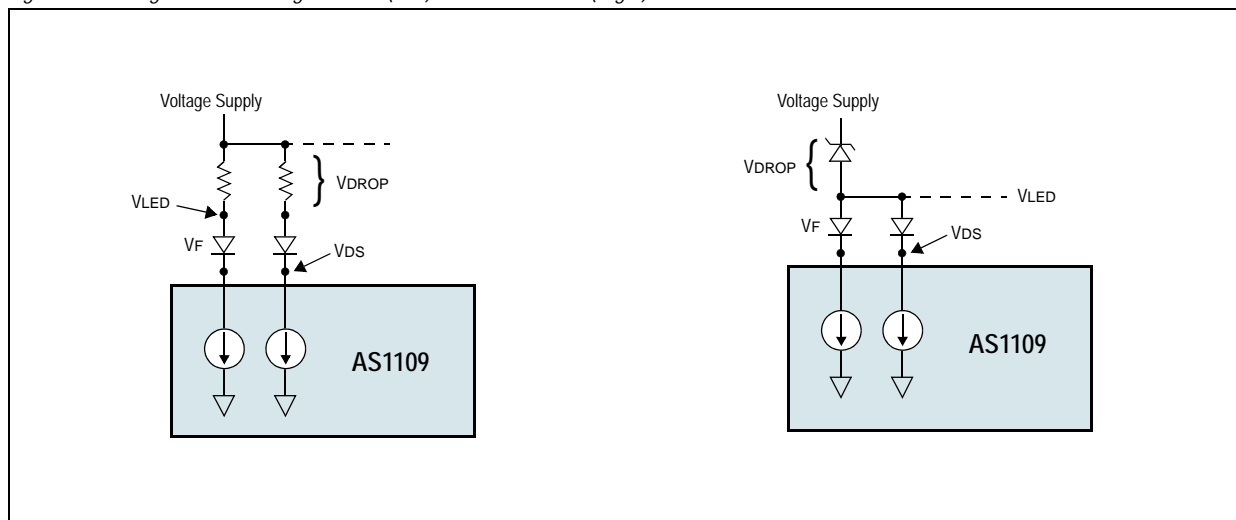 Voltage Supply
VDROP
VLED
VF
VDS
AS1109
Voltage Supply
VDROP
VLED
VF
VDS
AS1109